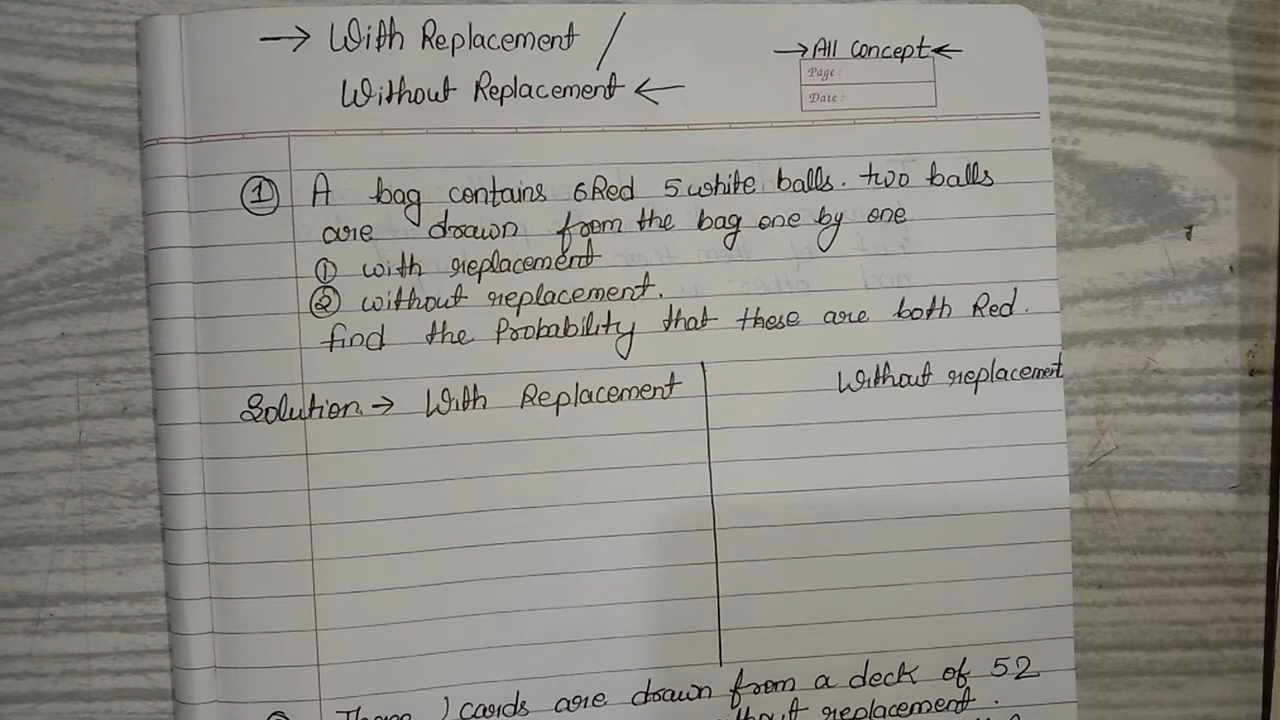 → With Replacement /
Without Replacement ←
→All concept←
Page :
Date :
① A bag contains 6Red 5white balls. two balls
are drawn from the bag one by one
① with replacement
② without replacement.
find the Probability that these are both Red.
Solution → With Replacement
Without replacement
cards are drawn from a deck of 52
replacement.